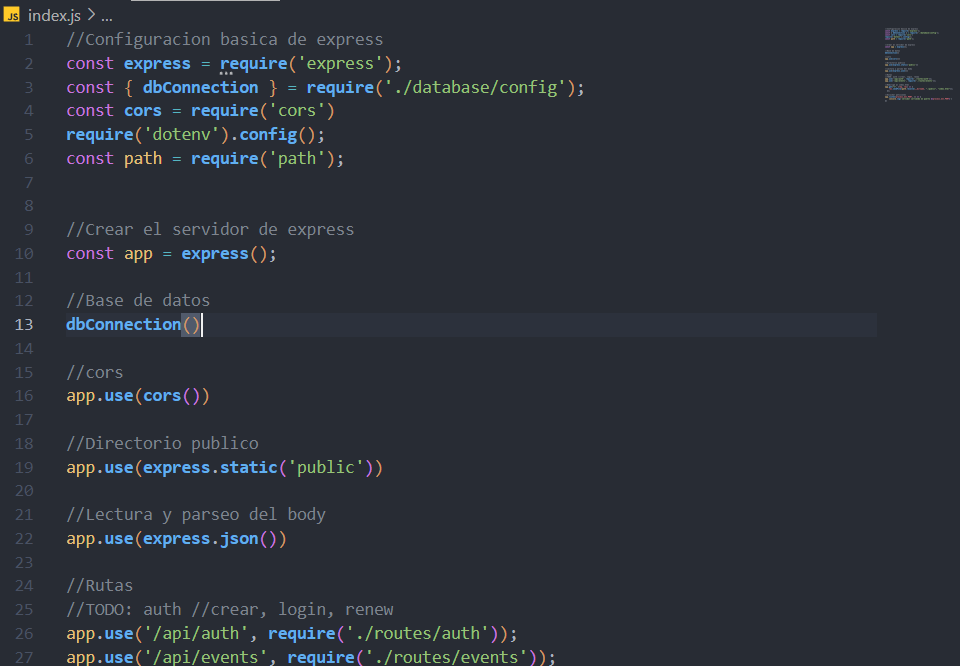 JS index.js > ...
1 //Configuracion basica de express
2 const express = require('express');
3 const { dbConnection } = require('./database/config');
4 const cors = require('cors')
5 require('dotenv').config();
6 const path = require('path');
7
8
9 //Crear el servidor de express
10 const app = express();
11
12 //Base de datos
13 dbConnection()
14
15 //cors
16 app.use(cors())
17
18 //Directorio publico
19 app.use(express.static('public'))
20
21 //Lectura y parseo del body
22 app.use(express.json())
23
24 //Rutas
25 //TODO: auth //crear, login, renew
26 app.use('/api/auth', require('./routes/auth'));
27 app.use('/api/events', require('./routes/events'));